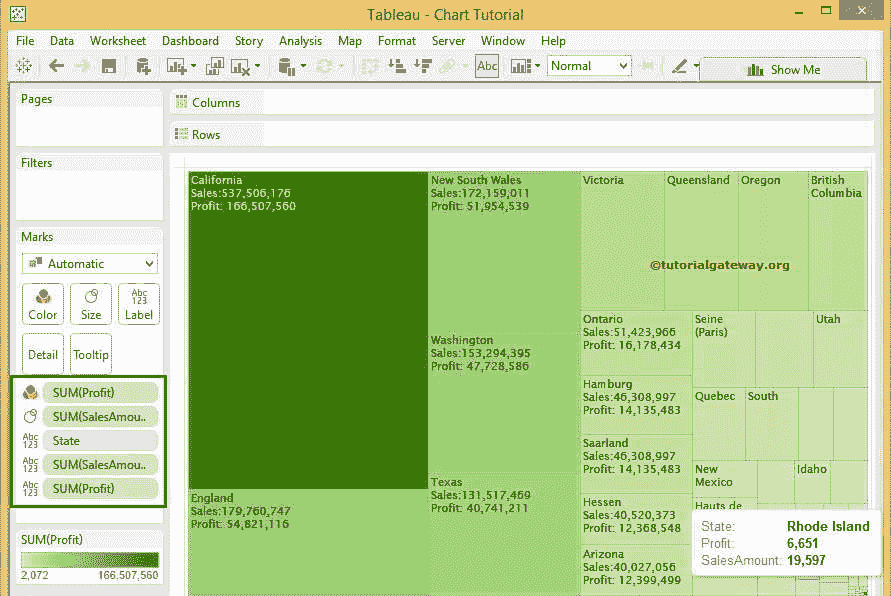 Tableau - Chart Tutorial
File Data Worksheet Dashboard Story Analysis Map Format Server Window Help
Abc
Normal
Show Me
Pages
Columns
Rows
Filters
Marks
Automatic
Color
Size
Abc
123
Label
Detail
Tooltip
SUM(Profit)
SUM(SalesAmou..
Abc
123
State
Abc
123
SUM(SalesAmou..
Abc
123
SUM(Profit)
SUM(Profit)
2,072
166,507,560
California
Sales:537,506,176
Profit: 166,507,560
England
Sales:179,760,747
Profit: 54,821,116
New South Wales
Sales:172,159,011
Profit: 51,954,539
Washington
Sales:153,294,395
Profit: 47,728,586
Texas
Sales:131,517,469
Profit: 40,741,211
Victoria
Queensland
Oregon
British
Columbia
©tutorialgateway.org
Ontario
Sales:51,423,966
Profit: 16,178,434
Hamburg
Sales:46,308,997
Profit: 14,135,483
Saarland
Sales:46,308,997
Profit: 14,135,483
Hessen
Sales:40,520,373
Profit: 12,368,548
Arizona
Sales:40,027,056
Profit: 12,399,499
Seine
(Paris)
Utah
Quebec
South
New
Mexico
Idaho
Hauts de
State: Rhode Island
Profit: 6,651
SalesAmount: 19,597